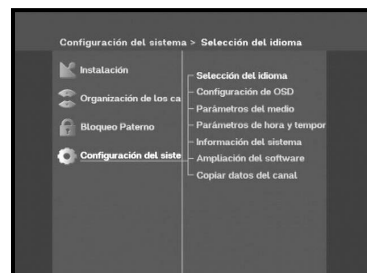 Configuración del sistema > Selección del idioma
Instalación
Organización de los ca
Bloqueo Paterno
Configuración del siste
Selección del idioma
Configuración de OSD
Parámetros del medio
Parámetros de hora y tempor
Información del sistema
Ampliación del software
Copiar datos del canal